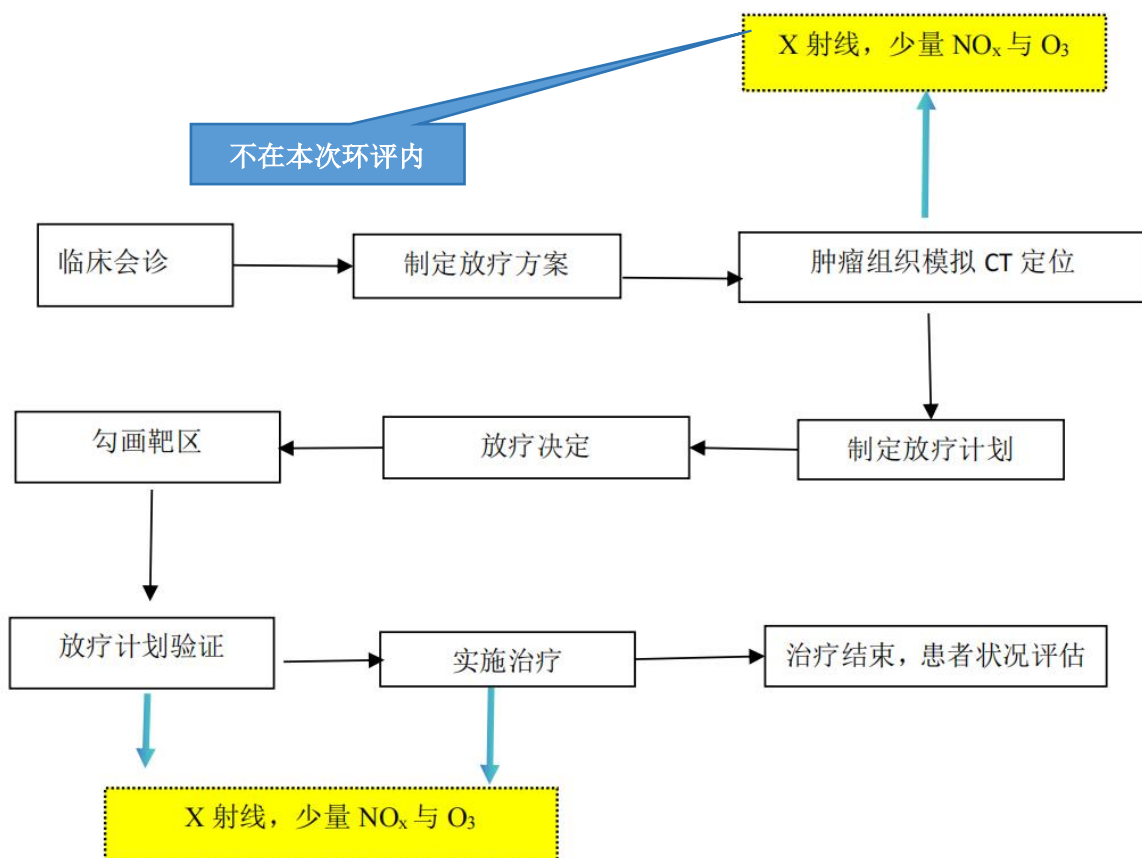 X 射线，少量 NOx 与 O3
不在本次环评内
临床会诊
制定放疗方案
肿瘤组织模拟 CT 定位
勾画靶区
放疗决定
制定放疗计划
放疗计划验证
实施治疗
治疗结束，患者状况评估
X 射线，少量 NOx 与 O3